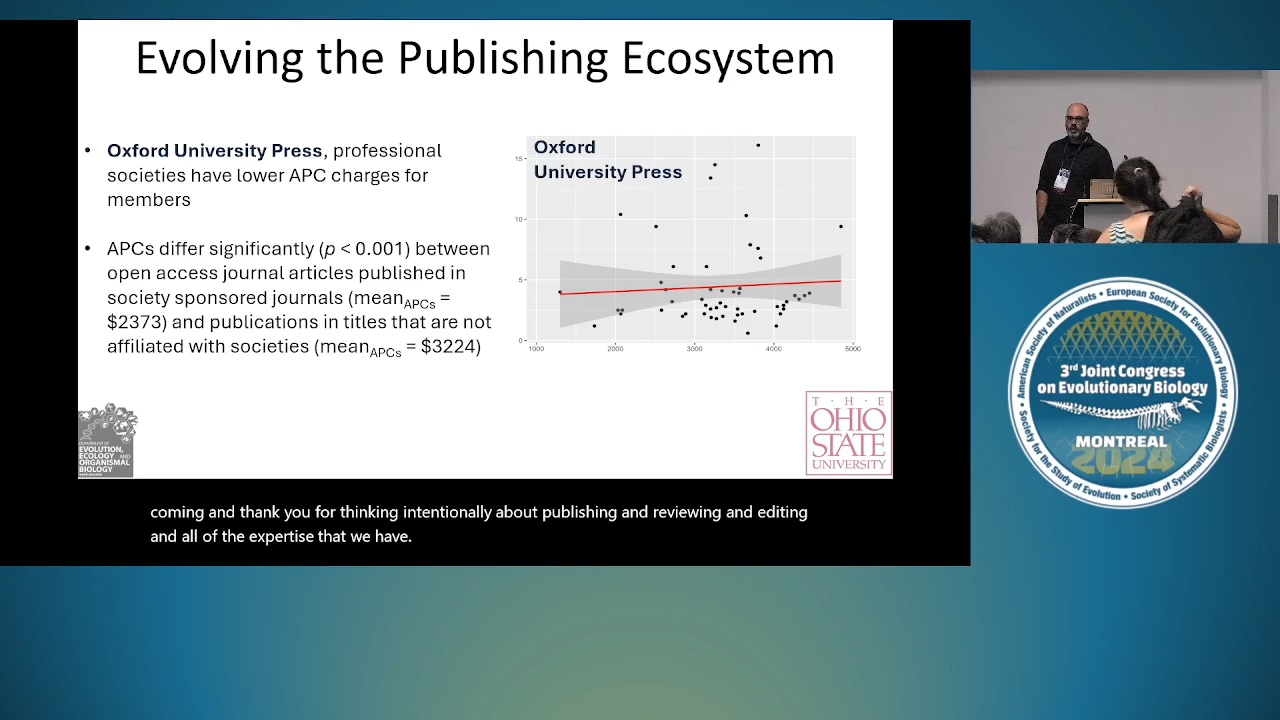 Evolving the Publishing Ecosystem
• Oxford University Press, professional
societies have lower APC charges for
members
• APCs differ significantly (p < 0.001) between
open access journal articles published in
society sponsored journals (meanAPCs =
$2373) and publications in titles that are not
affiliated with societies (meanAPCs = $3224)
Oxford
University Press
15
10
5
0
1000 2000 3000 4000 5000
DEPARTMENT OF
EVOLUTION,
ECOLOGY AND
ORGANISMAL
BIOLOGY
T · H · E
OHIO
STATE
UNIVERSITY
coming and thank you for thinking intentionally about publishing and reviewing and editing
and all of the expertise that we have.
American Society of Naturalists • European Society for Evolutionary Biology •
Society for the Study of Evolution • Society of Systematic Biologists •
3rd Joint Congress
on Evolutionary Biology
MONTREAL
2024